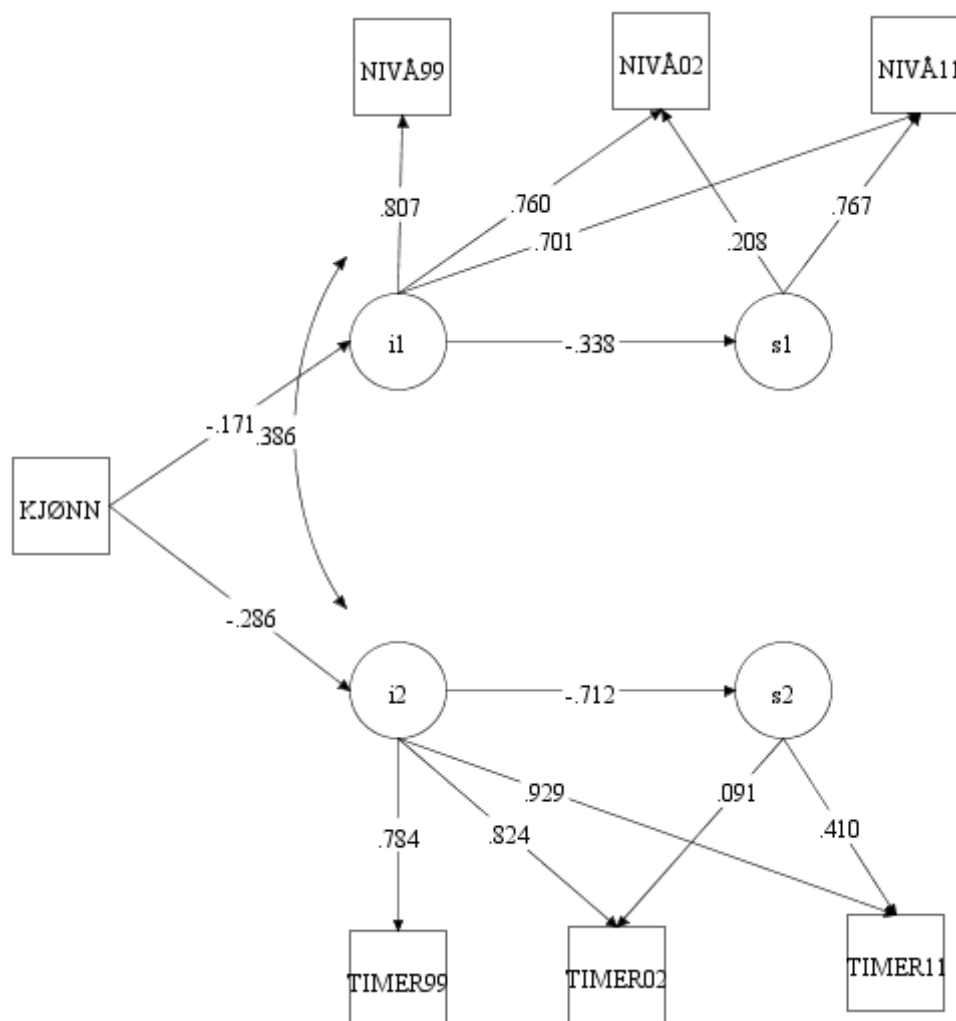 NIVÅ99
NIVÅ02
NIVÅ11
.807
.760
.701
.208
.767
i1
-.338
s1
-.171
.386
KJØNN
-.286
i2
-.712
s2
.784
.824
.929
.091
.410
TIMER99
TIMER02
TIMER11